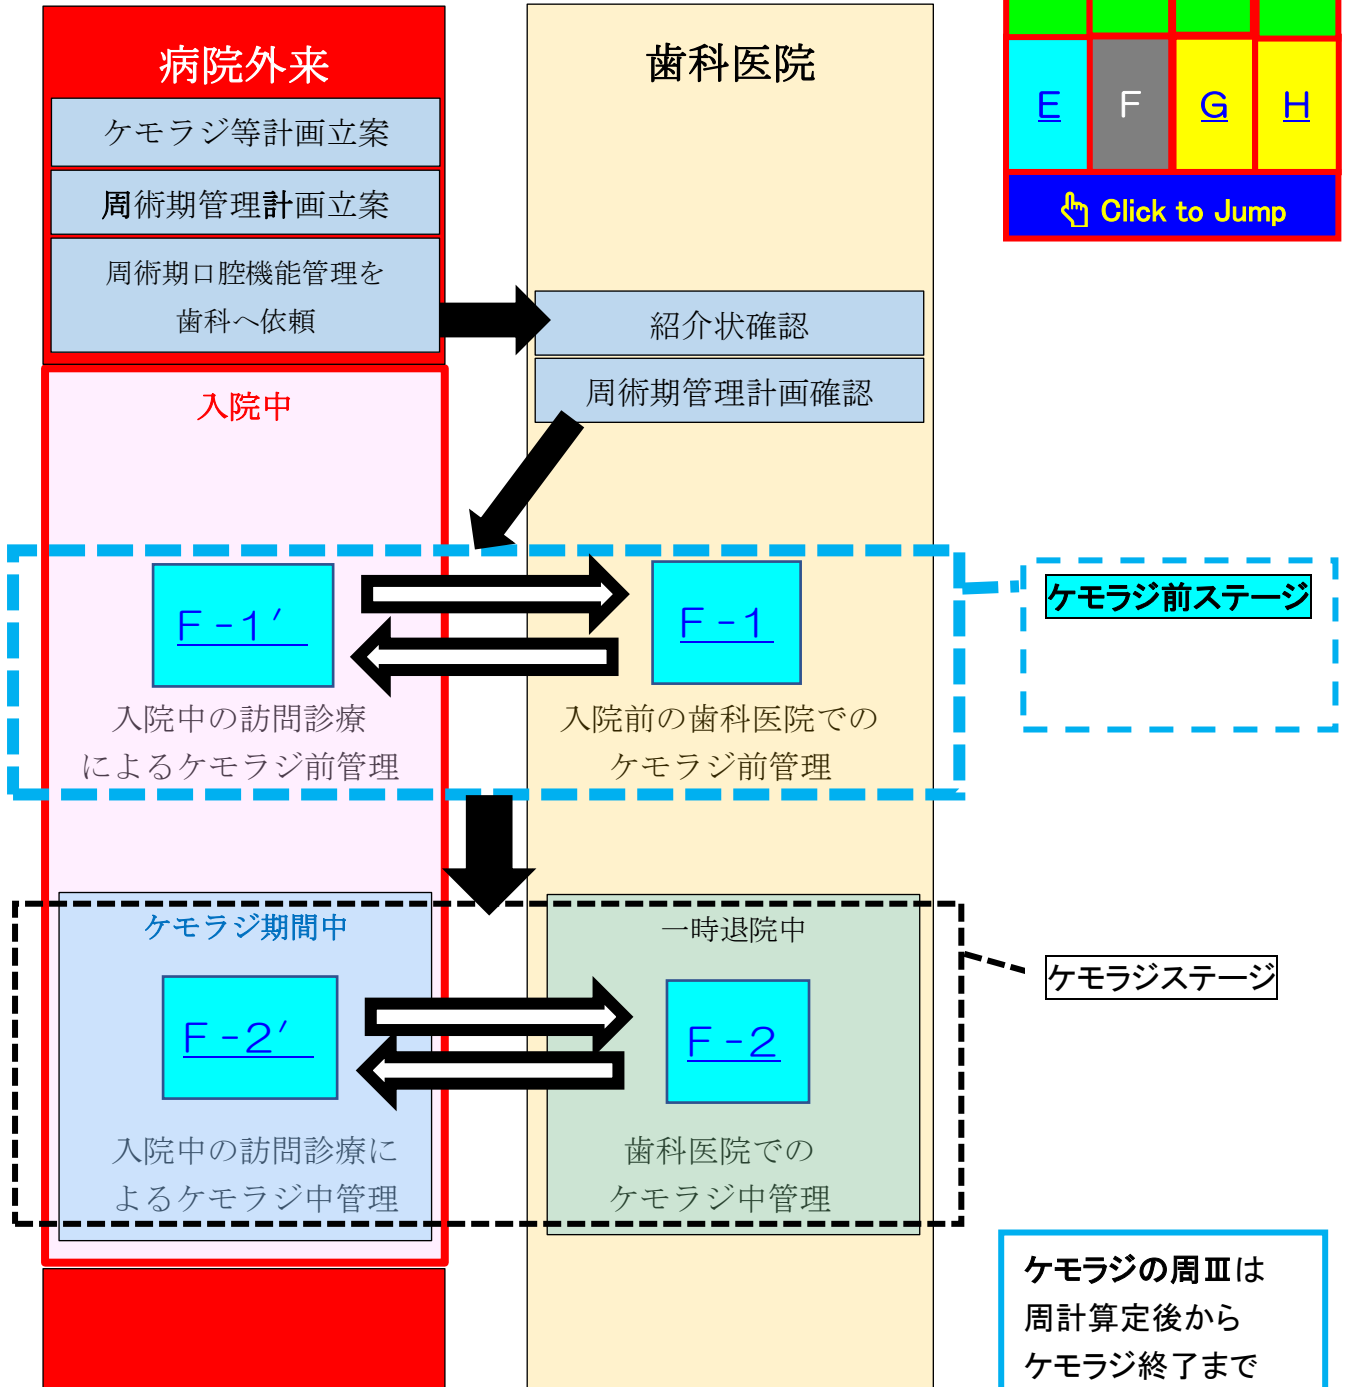 病院外来
歯科医院
ケモラジ等計画立案
周術期管理計画立案
周術期口腔機能管理を
歯科へ依頼
紹介状確認
周術期管理計画確認
E
F
G
H
Click to Jump
入院中
F-1′
F-1
入院中の訪問診療
によるケモラジ前管理
入院前の歯科医院での
ケモラジ前管理
ケモラジ前ステージ
ケモラジ期間中
一時退院中
F-2′
F-2
入院中の訪問診療に
よるケモラジ中管理
歯科医院での
ケモラジ中管理
ケモラジステージ
ケモラジの周Ⅲは
周計算定後から
ケモラジ終了まで